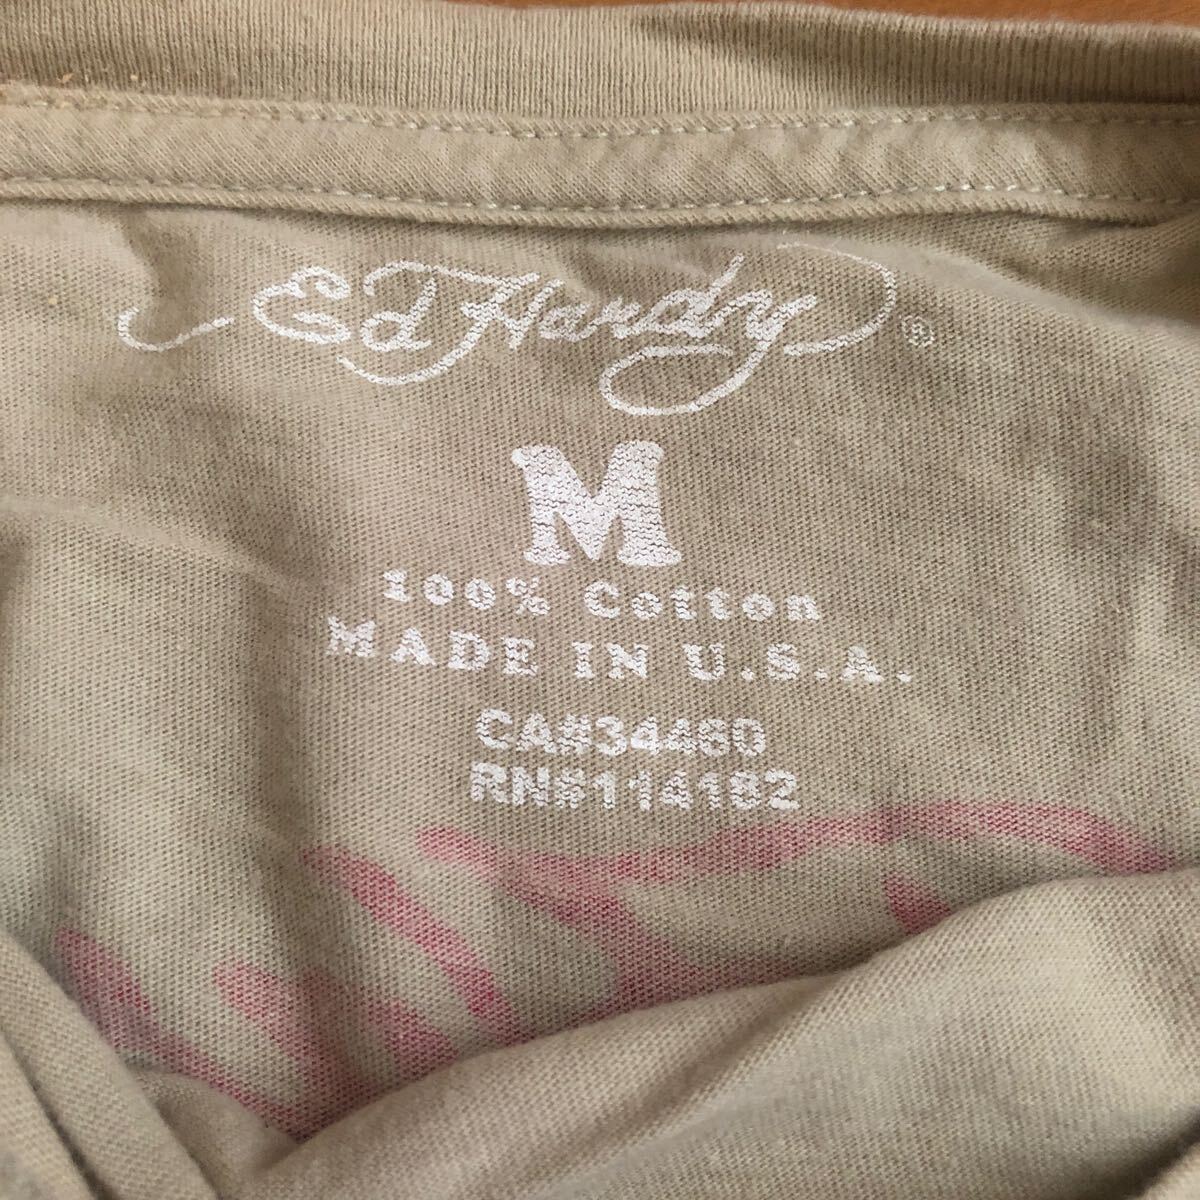 Ed Hardy ®
M
100% Cotton
MADE IN U.S.A.
CA#34460
RN#114182